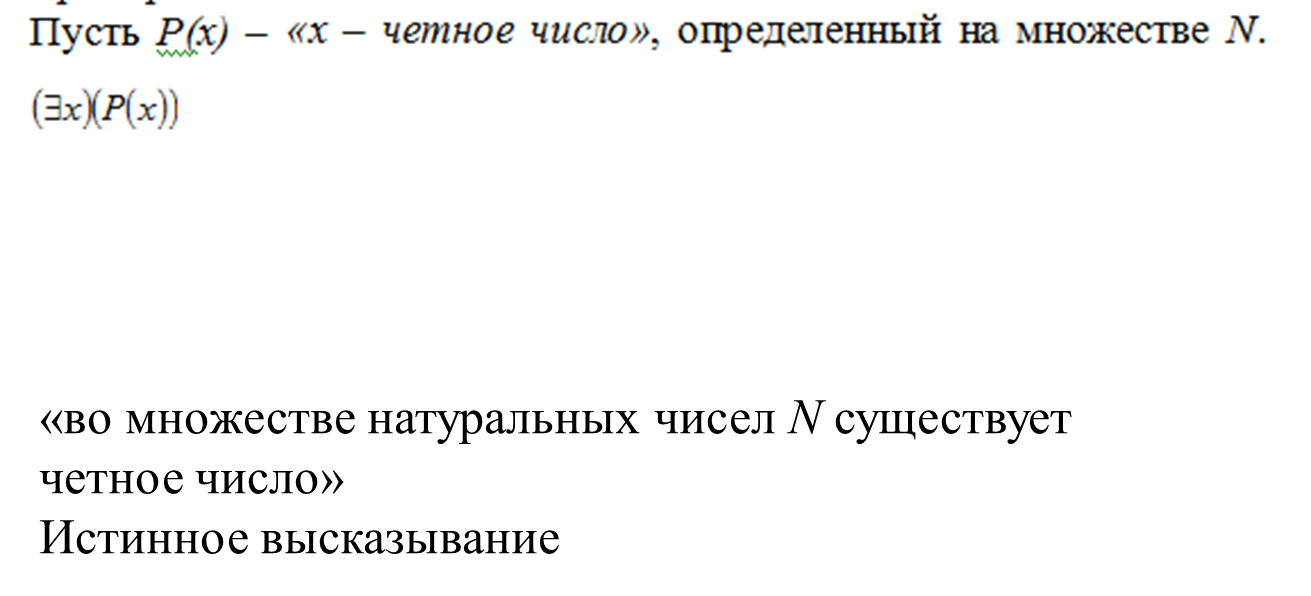 Пусть P(x) – «x – четное число», определенный на множестве N.
(∃x)(P(x))
«во множестве натуральных чисел N существует
четное число»
Истинное высказывание